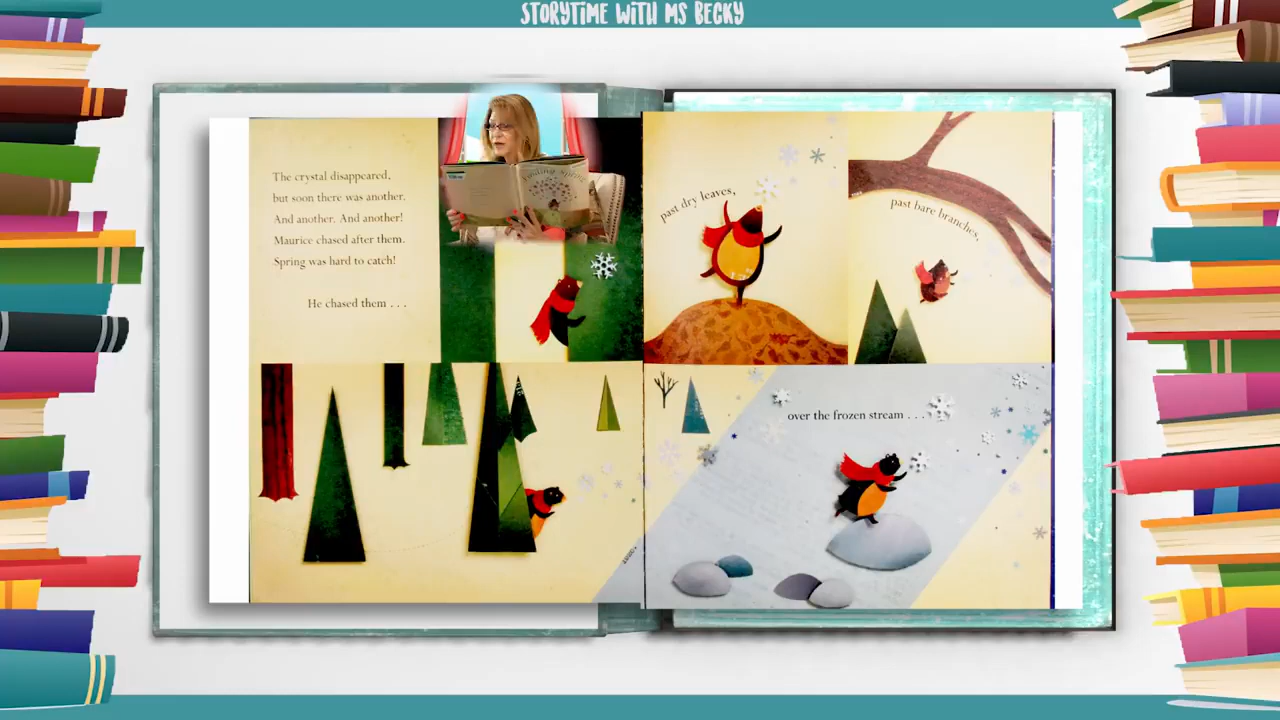 STORYTIME WITH MS BECKY
The crystal disappeared,
but soon there was another.
And another. And another!
Maurice chased after them.
Spring was hard to catch!
He chased them . . .
past dry leaves,
past bare branches,
over the frozen stream . . .
Finding Spring